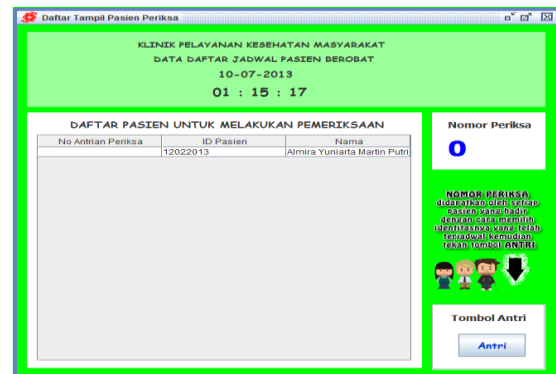 Daftar Tampil Pasien Periksa
KLINIK PELAYANAN KESEHATAN MASYARAKAT
DATA DAFTAR JADWAL PASIEN BEROBAT
10-07-2013
01 : 15 : 17
DAFTAR PASIEN UNTUK MELAKUKAN PEMERIKSAAN
No Antrian Periksa ID Pasien Nama
12022013 Almira Yuniarta Martin Putri
Nomor Periksa
0
NOMOR PERIKSA
didapatkan oleh setiap
pasien yang hadir
dengan cara memilih
identitasnya yang telah
terjadwal kemudian
tekan tombol ANTRI
Tombol Antri
Antri